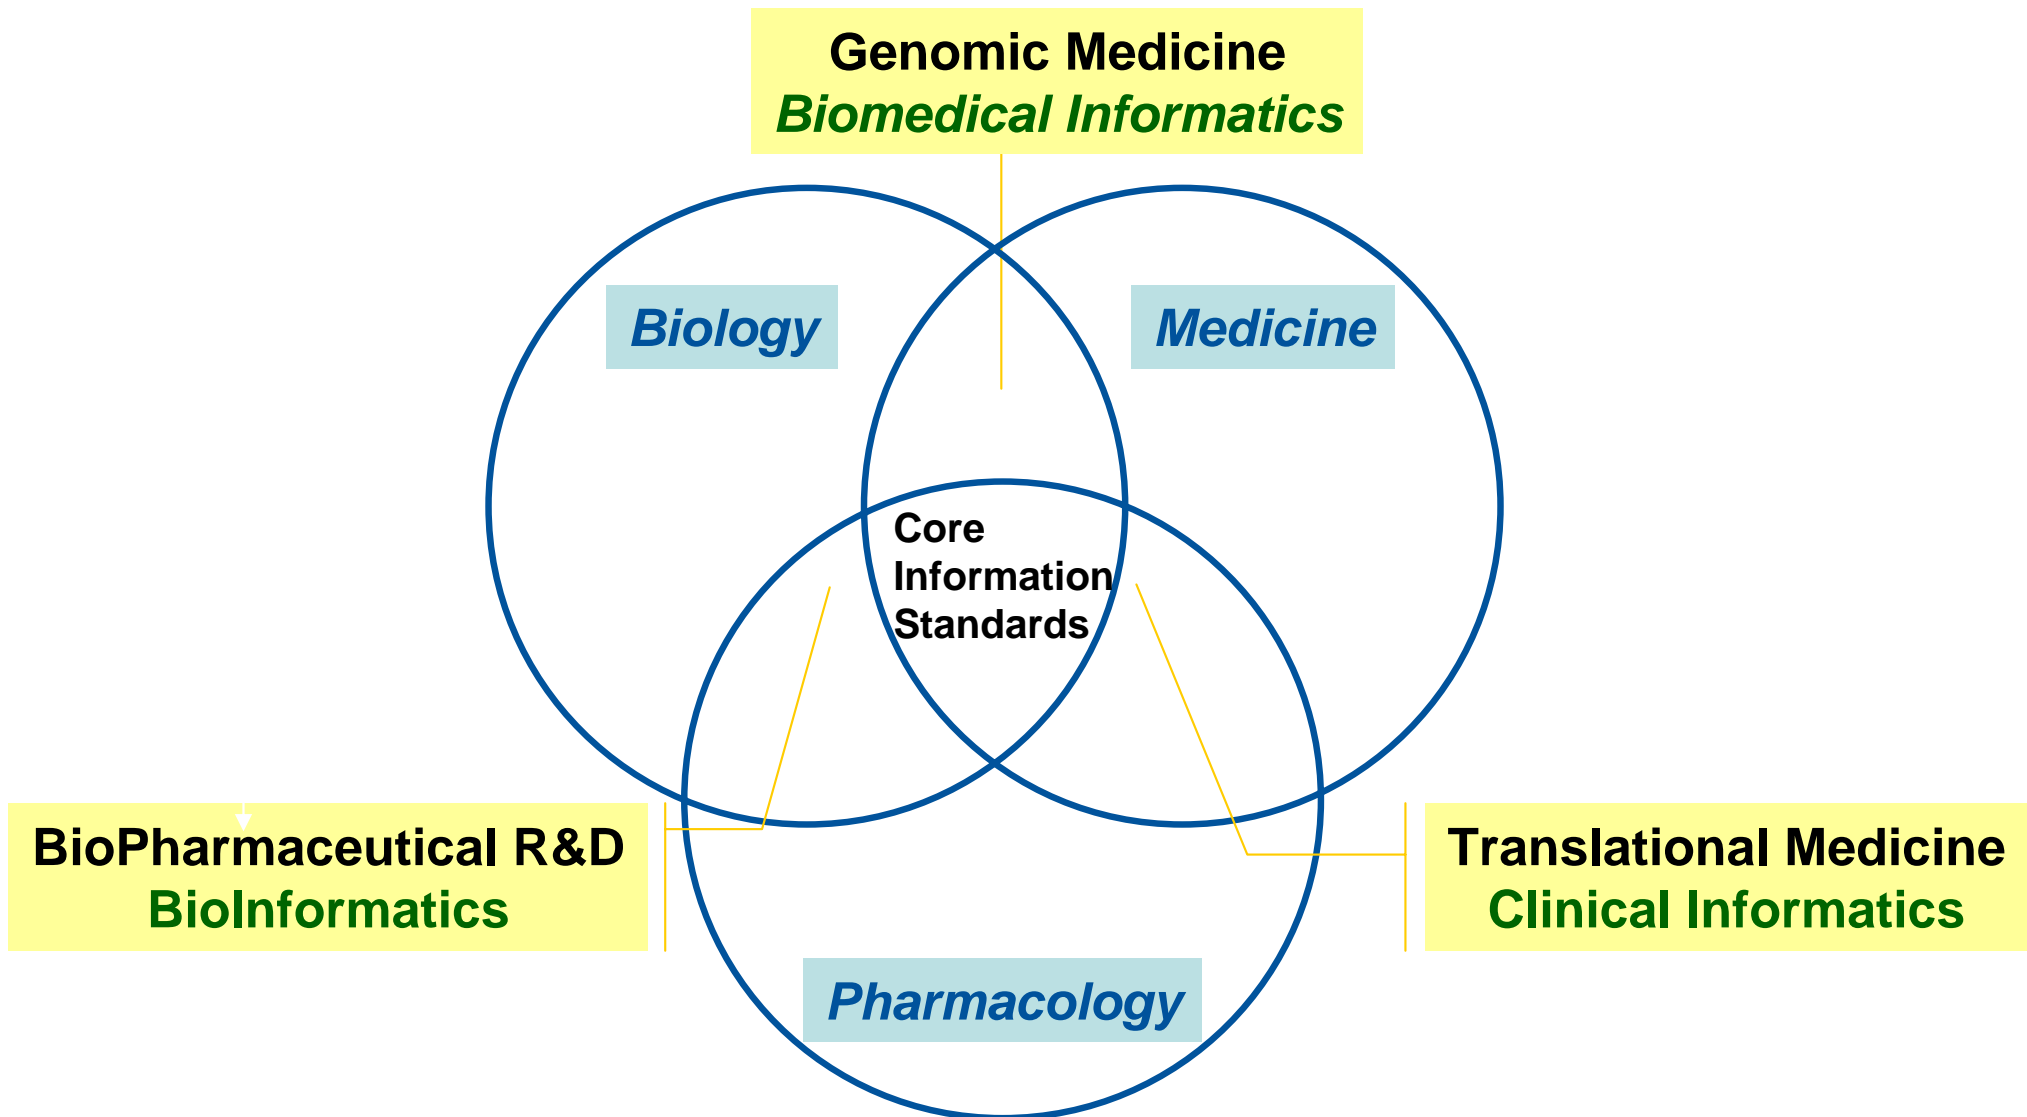 Genomic Medicine
Biomedical Informatics
Biology
Medicine
Core
Information
Standards
BioPharmaceutical R&D
BioInformatics
Translational Medicine
Clinical Informatics
Pharmacology